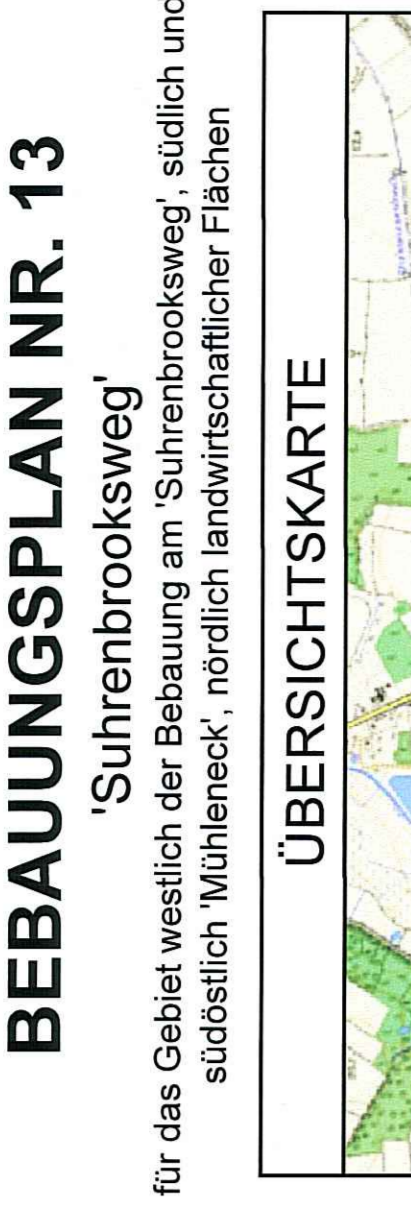 BEBAUUNGSPLAN NR. 13
'Suhrenbrooksweg'
für das Gebiet westlich der Bebauung am 'Suhrenbrooksweg', südlich und
südöstlich 'Mühleneck', nördlich landwirtschaftlicher Flächen
ÜBERSICHTSKARTE